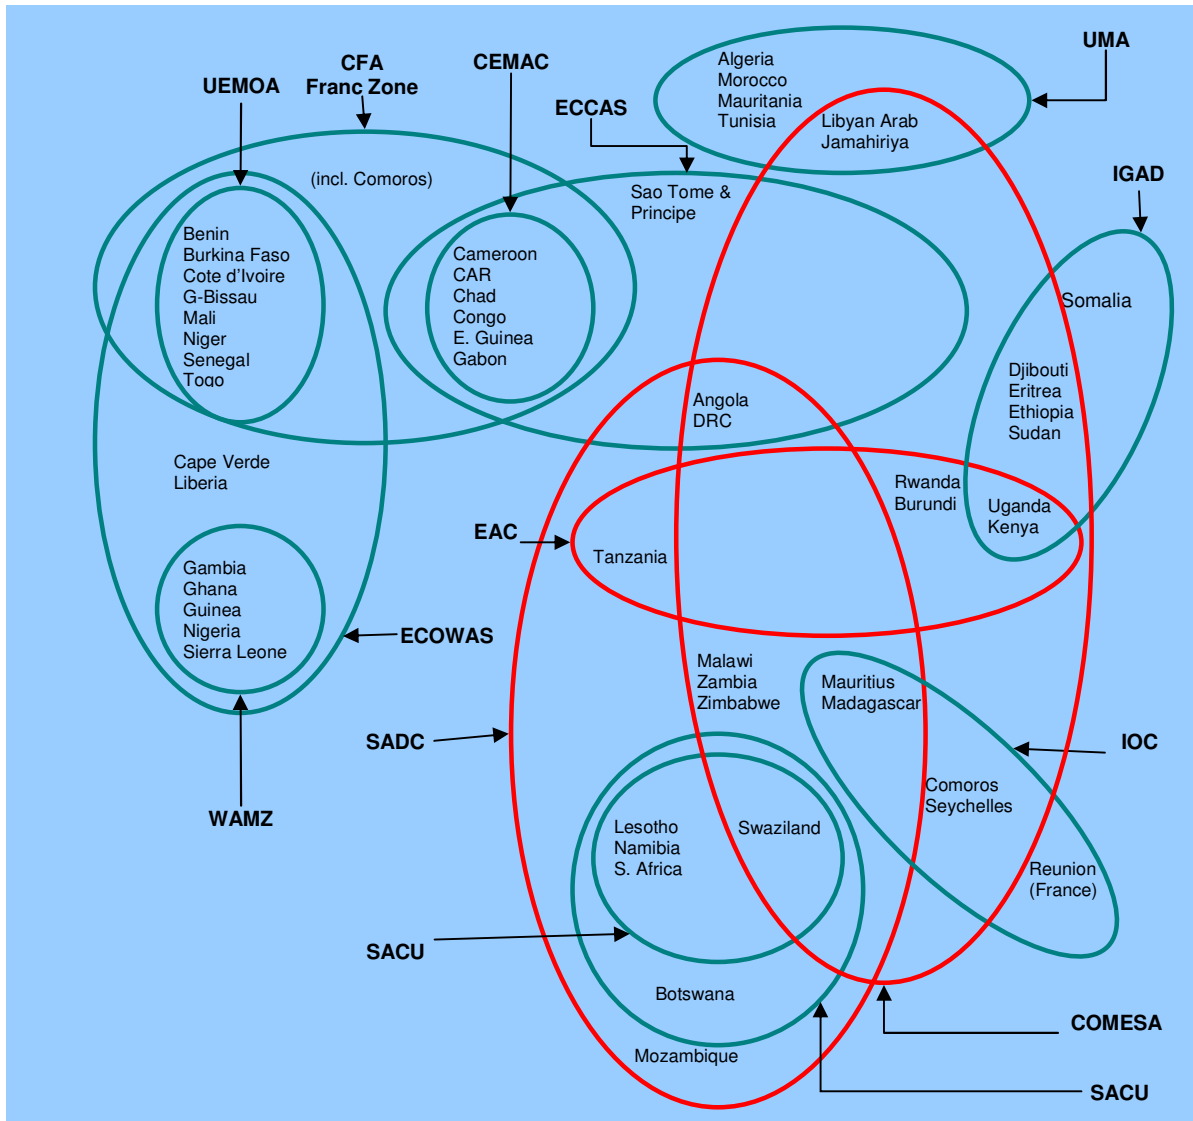 UMA
Algeria
Morocco
Mauritania
Tunisia
Libyan Arab
Jamahiriya
CFA
Franc Zone
CEMAC
UEMOA
ECCAS
IGAD
(incl. Comoros)
Sao Tome &
Principe
Benin
Burkina Faso
Cote d'Ivoire
G-Bissau
Mali
Niger
Senegal
Togo
Cameroon
CAR
Chad
Congo
E. Guinea
Gabon
Somalia
Djibouti
Eritrea
Ethiopia
Sudan
Angola
DRC
Cape Verde
Liberia
Rwanda
Burundi
Uganda
Kenya
EAC
Tanzania
Gambia
Ghana
Guinea
Nigeria
Sierra Leone
ECOWAS
Malawi
Zambia
Zimbabwe
Mauritius
Madagascar
SADC
IOC
Comoros
Seychelles
WAMZ
Lesotho
Namibia
S. Africa
Swaziland
Reunion
(France)
SACU
Botswana
COMESA
Mozambique
SACU